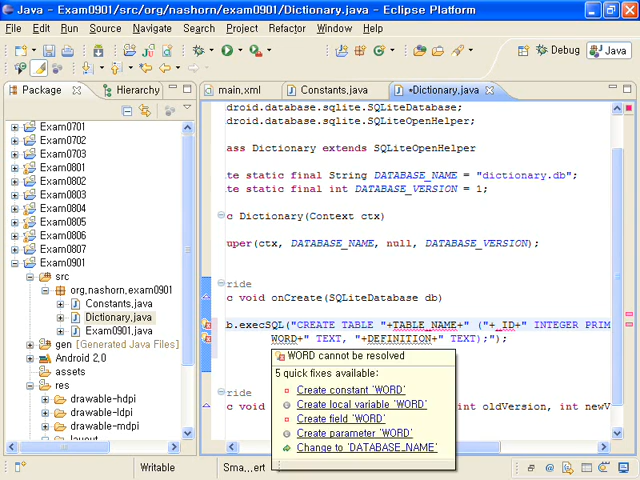 Java - Exam0901/src/org/nashorn/exam0901/Dictionary.java - Eclipse Platform
File Edit Run Source Navigate Search Project Refactor Window Help
Debug Java
Package Hierarchy main.xml Constants.java *Dictionary.java
Exam0701
Exam0702
Exam0703
Exam0801
Exam0802
Exam0803
Exam0804
Exam0805
Exam0806
Exam0807
Exam0901
src
org.nashorn.exam0901
Constants.java
Dictionary.java
Exam0901.java
gen [Generated Java Files]
Android 2.0
assets
res
drawable-hdpi
drawable-ldpi
drawable-mdpi
layout
droid.database.sqlite.SQLiteDatabase;
droid.database.sqlite.SQLiteOpenHelper;
ass Dictionary extends SQLiteOpenHelper
te static final String DATABASE_NAME = "dictionary.db";
te static final int DATABASE_VERSION = 1;
c Dictionary(Context ctx)
uper(ctx, DATABASE_NAME, null, DATABASE_VERSION);
ride
c void onCreate(SQLiteDatabase db)
b.execSQL("CREATE TABLE "+TABLE_NAME+" ("+_ID+" INTEGER PRIM
WORD+" TEXT, "+DEFINITION+" TEXT);");
WORD cannot be resolved
5 quick fixes available:
Create constant 'WORD'
Create local variable 'WORD'
Create field 'WORD'
Create parameter 'WORD'
Change to 'DATABASE_NAME'
ride
c void int oldVersion, int newV
Writable Sma...ert